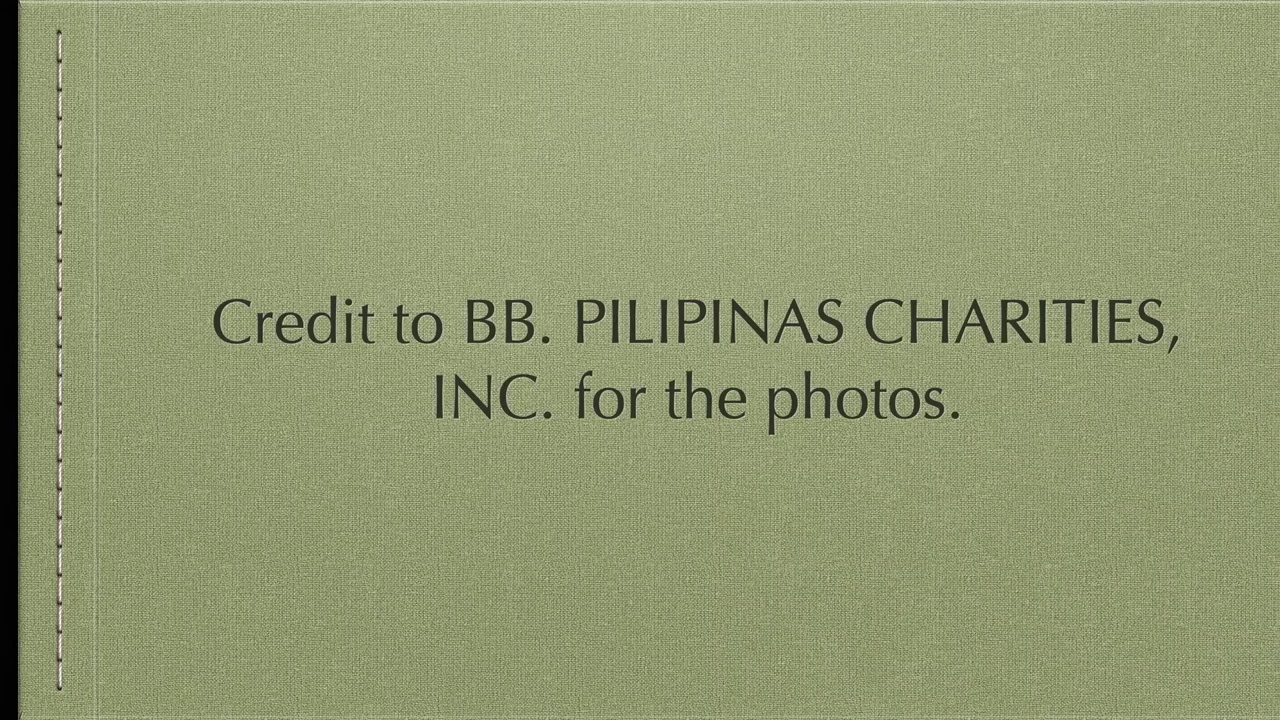 Credit to BB. PILIPINAS CHARITIES,
INC. for the photos.